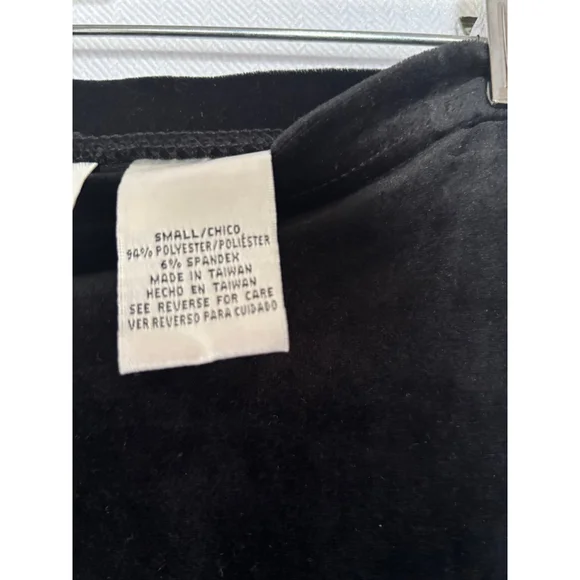 SMALL/CHICO
94% POLYESTER/POLIÉSTER
6% SPANDEX
MADE IN TAIWAN
HECHO EN TAIWAN
SEE REVERSE FOR CARE
VER REVERSO PARA CUIDADO